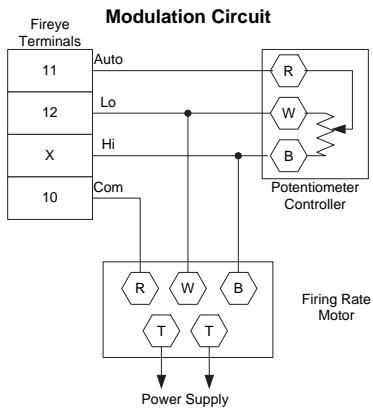 Modulation Circuit
Fireye
Terminals
11
Auto
R
12
Lo
W
X
Hi
B
10
Com
Potentiometer
Controller
R
W
B
Firing Rate
Motor
T
T
Power Supply